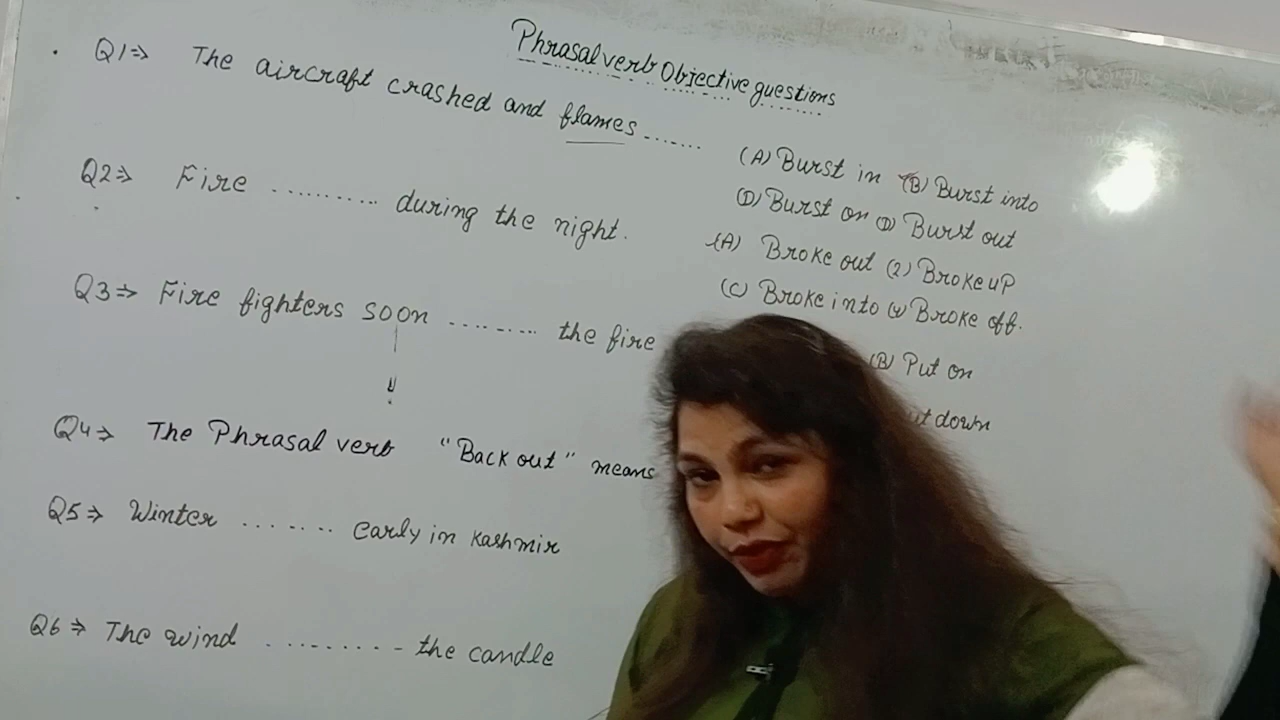 Phrasal verb Objective questions
Q1⇒ The aircraft crashed and flames.......
(A) Burst in (B) Burst into
(D) Burst on (D) Burst out
Q2⇒ Fire .......... during the night.
(A) Broke out (2) Broke up
(C) Broke into (4) Broke off.
Q3⇒ Fire fighters soon ........ the fire
(B) Put on
down
Q4⇒ The Phrasal verb "Back out" means
Q5⇒ Winter ....... early in Kashmir
Q6⇒ The wind ......... the candle